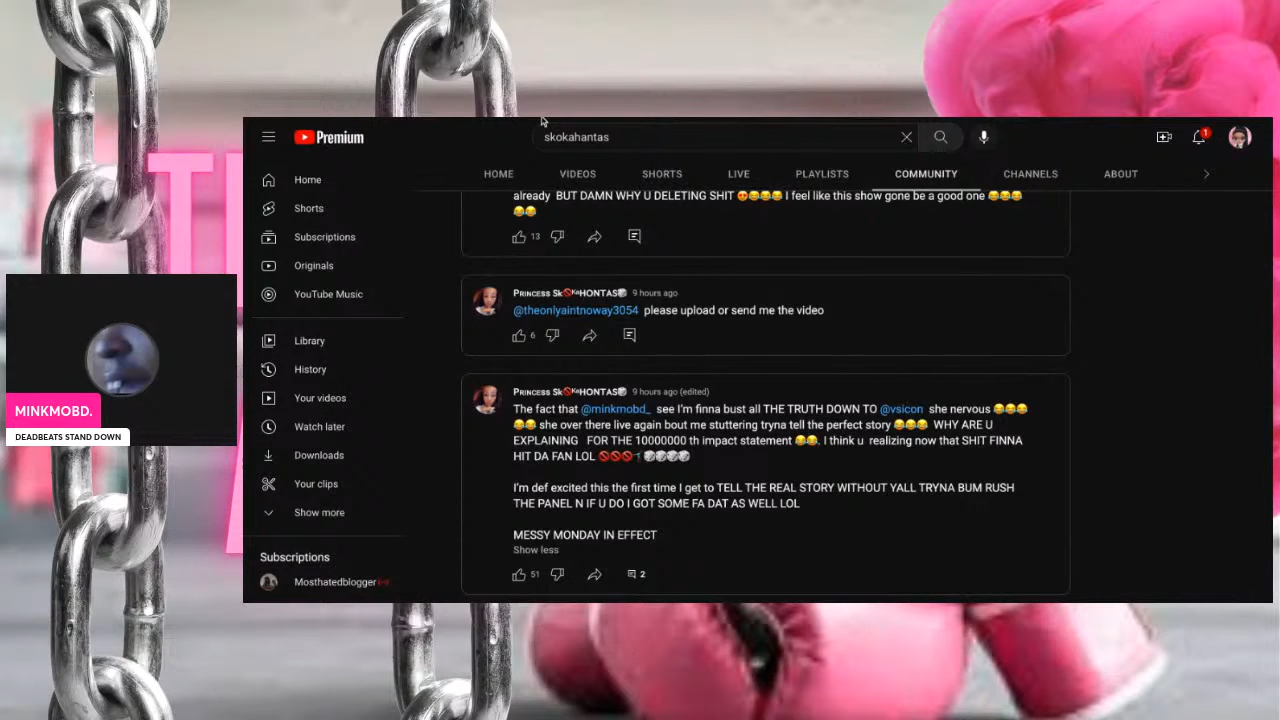 Premium
skokahantas
1
HOME VIDEOS SHORTS LIVE PLAYLISTS COMMUNITY CHANNELS ABOUT
Home
Shorts
Subscriptions
Originals
YouTube Music
Library
History
Your videos
Watch later
Downloads
Your clips
Show more
Subscriptions
Mosthatedblogger
already BUT DAMN WHY U DELETING SHIT 😍😂😂😂 I feel like this show gone be a good one 😂😂😂
😂😂
13
Princess Sk🚫ᴷᵃHONTAS🎲 9 hours ago
@theonlyaintnoway3054 please upload or send me the video
6
Princess Sk🚫ᴷᵃHONTAS🎲 9 hours ago (edited)
The fact that @minkmobd_ see I'm finna bust all THE TRUTH DOWN TO @vsicon she nervous 😂😂😂
😂😂 she over there live again bout me stuttering tryna tell the perfect story 😂😂😂 WHY ARE U
EXPLAINING FOR THE 10000000 th impact statement 😂😂. I think u realizing now that SHIT FINNA
HIT DA FAN LOL 🚫🚫🚫🎲🎲🎲🎲
I'm def excited this the first time I get to TELL THE REAL STORY WITHOUT YALL TRYNA BUM RUSH
THE PANEL N IF U DO I GOT SOME FA DAT AS WELL LOL
MESSY MONDAY IN EFFECT
Show less
51 2
MINKMOBD.
DEADBEATS STAND DOWN